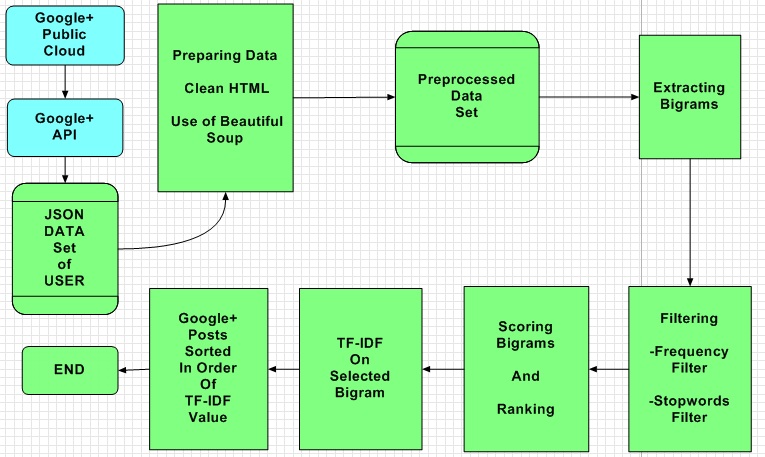 Google+
Public
Cloud
Google+
API
JSON
DATA
Set
of
USER
Preparing Data
Clean HTML
Use of Beautiful
Soup
Preprocessed
Data
Set
Extracting
Bigrams
Filtering
-Frequency
Filter
-Stopwords
Filter
Scoring
Bigrams
And
Ranking
TF-IDF
On
Selected
Bigram
Google+
Posts
Sorted
In Order
Of
TF-IDF
Value
END